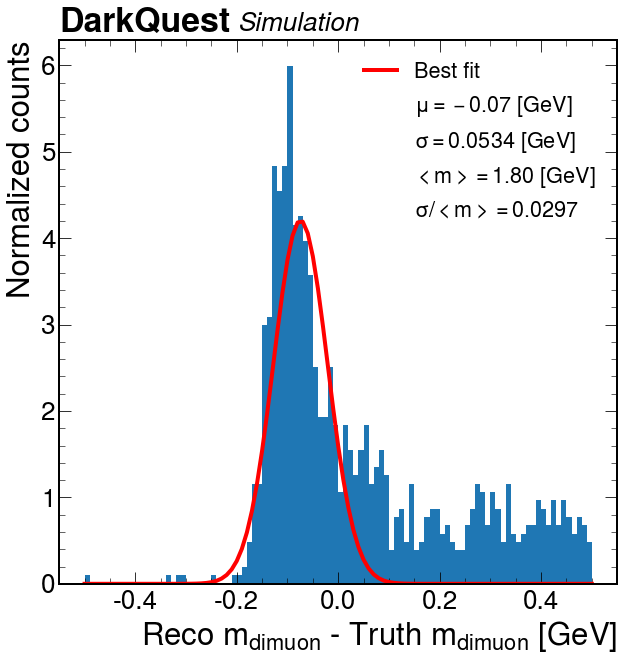 DarkQuest Simulation
Normalized counts
6
5
4
3
2
1
0
Best fit
μ = − 0.07 [GeV]
σ = 0.0534 [GeV]
< m > = 1.80 [GeV]
σ/ < m > = 0.0297
-0.4 -0.2 0.0 0.2 0.4
Reco m_dimuon - Truth m_dimuon [GeV]